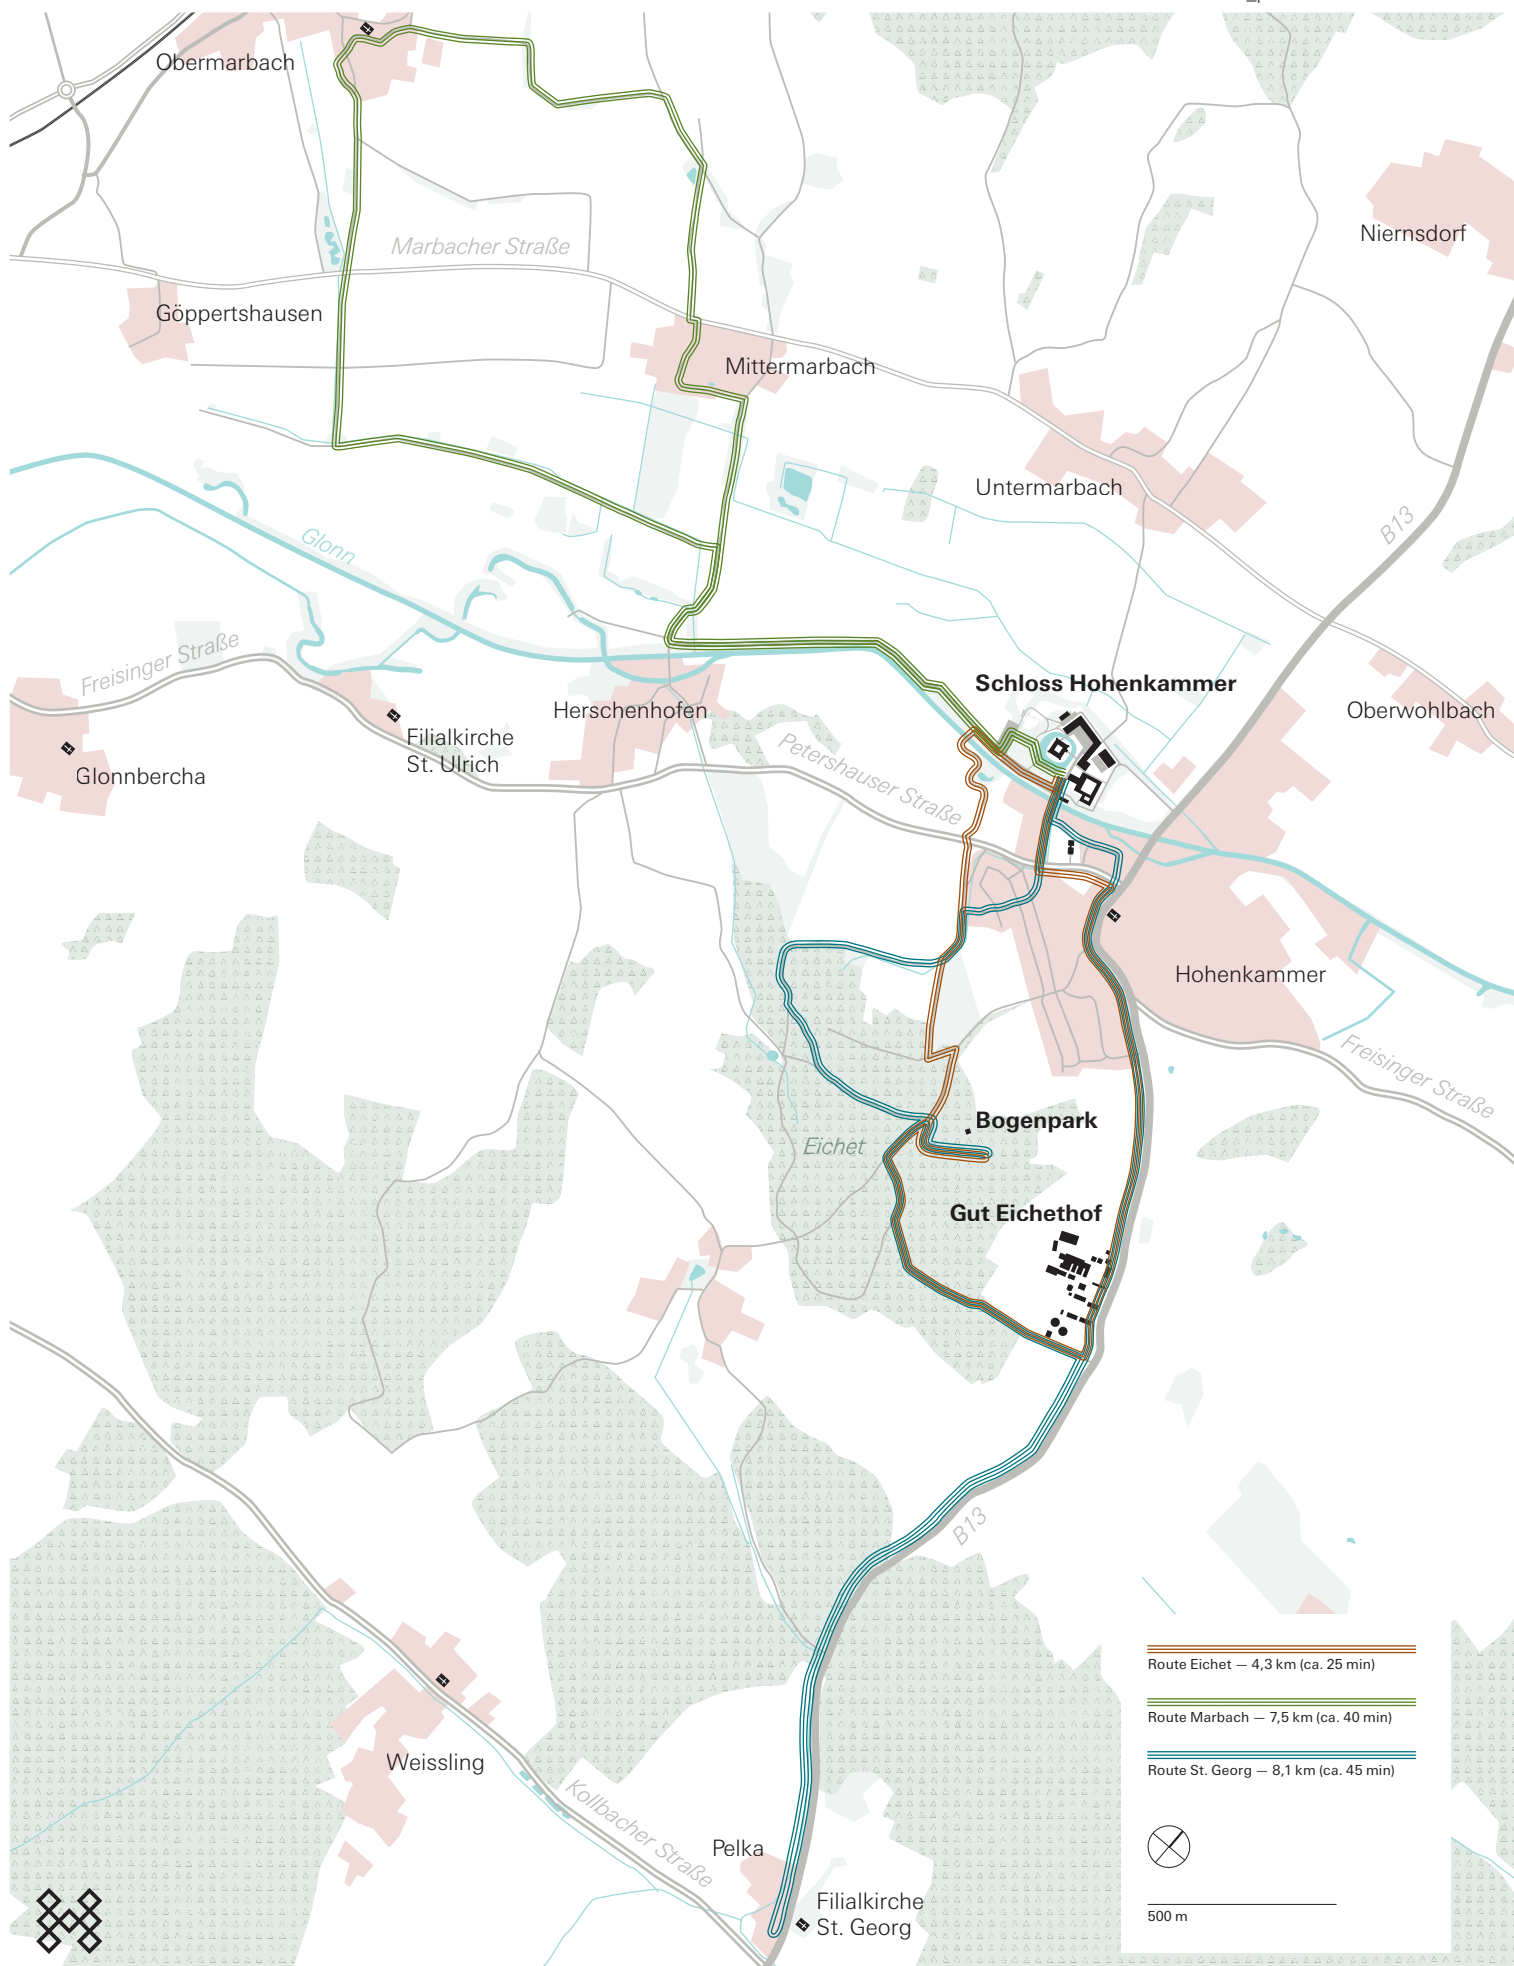 Obermarbach
Niernsdorf
Marbacher Straße
Göppertshausen
Mittermarbach
Untermarbach
B13
Glonn
Freisinger Straße
Schloss Hohenkammer
Herschenhofen
Oberwohlbach
Filialkirche
St. Ulrich
Petershauser Straße
Glonnbercha
Hohenkammer
Freisinger Straße
Bogenpark
Eichet
Gut Eichethof
B13
Route Eichet — 4,3 km (ca. 25 min)
Route Marbach — 7,5 km (ca. 40 min)
Weissling
Route St. Georg — 8,1 km (ca. 45 min)
Kollbacher Straße
Pelka
Filialkirche
St. Georg
500 m